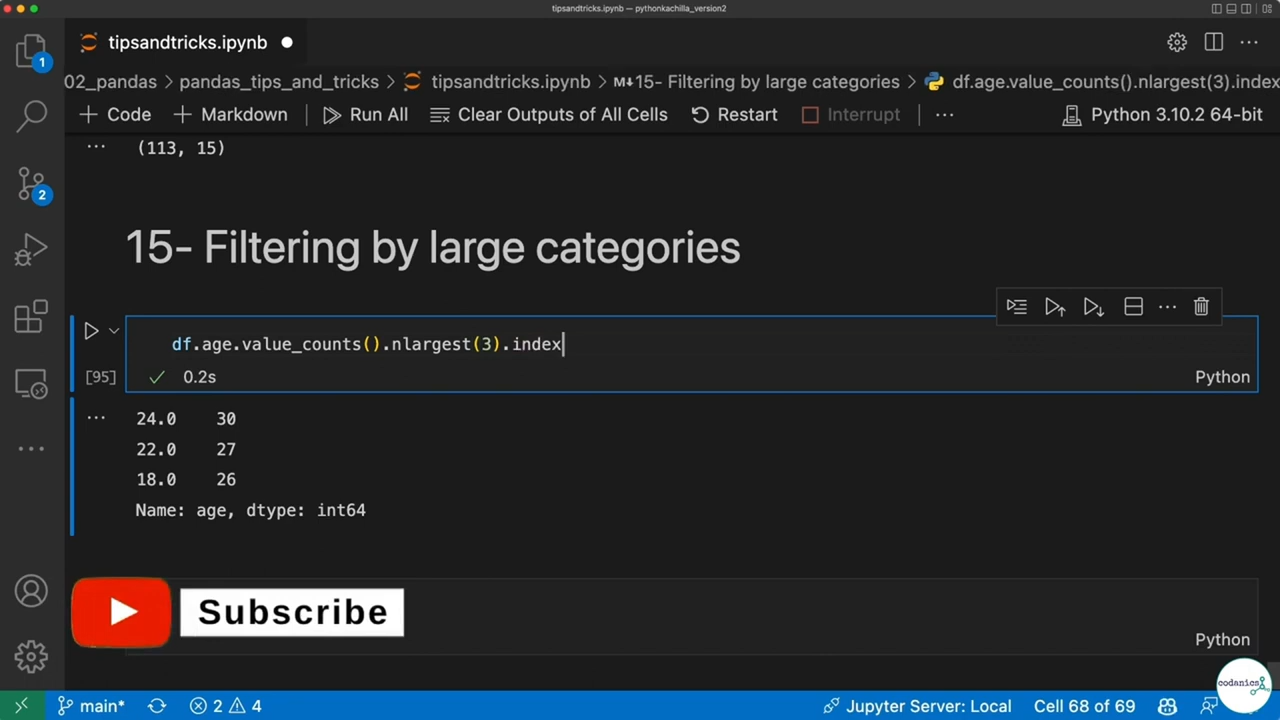 tipsandtricks.ipynb — pythonkachilla_version2
tipsandtricks.ipynb
02_pandas > pandas_tips_and_tricks > tipsandtricks.ipynb > M↓15- Filtering by large categories > df.age.value_counts().nlargest(3).index
+ Code + Markdown Run All Clear Outputs of All Cells Restart Interrupt ... Python 3.10.2 64-bit
1
2
... (113, 15)
15- Filtering by large categories
df.age.value_counts().nlargest(3).index
[95] ✓ 0.2s Python
... 24.0 30
22.0 27
18.0 26
Name: age, dtype: int64
Subscribe
Python
codanics
main* 2 4 Jupyter Server: Local Cell 68 of 69